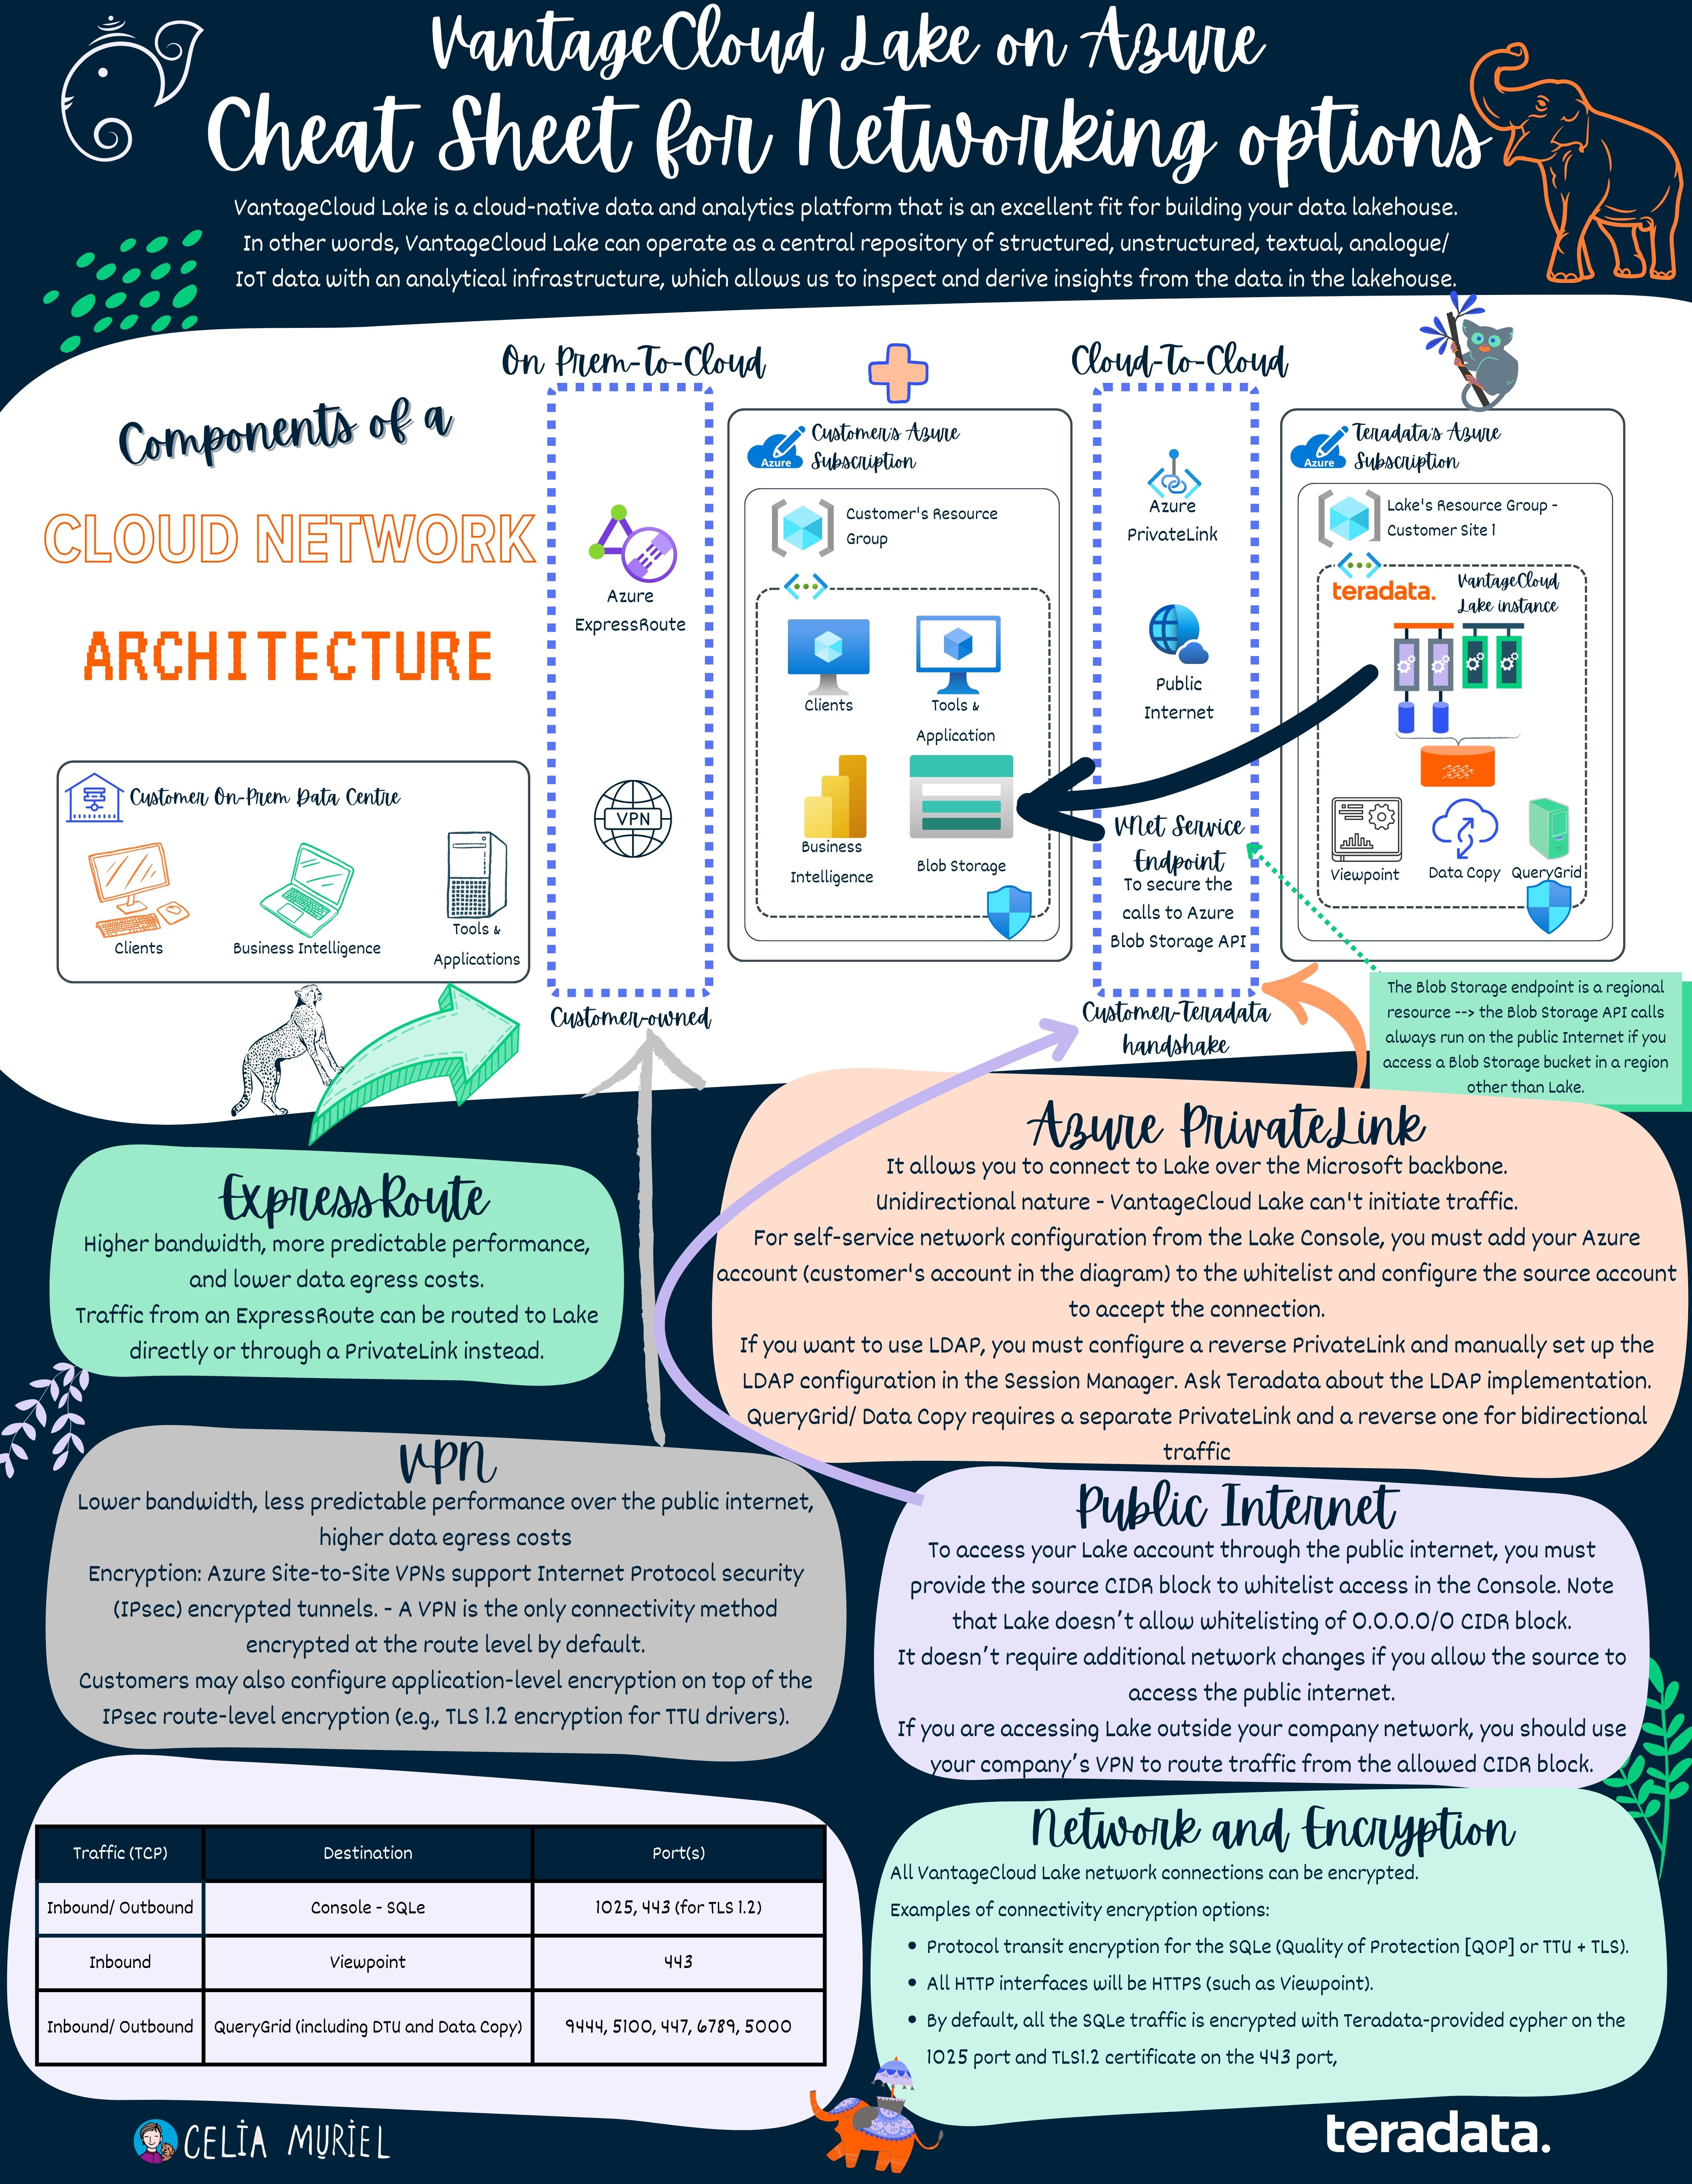 VantageCloud Lake on Azure
Cheat Sheet for Networking options
VantageCloud Lake is a cloud-native data and analytics platform that is an excellent fit for building your data lakehouse.
In other words, VantageCloud Lake can operate as a central repository of structured, unstructured, textual, analogue/
IoT data with an analytical infrastructure, which allows us to inspect and derive insights from the data in the lakehouse.
Components of a
CLOUD NETWORK
ARCHITECTURE
Customer On-Prem Data Centre
Clients
Business Intelligence
Tools &
Applications
On Prem-To-Cloud
Azure
ExpressRoute
VPN
Customer-owned
Azure
Customer's Azure
Subscription
Customer's Resource
Group
Clients
Tools &
Application
Business
Intelligence
Blob Storage
Cloud-To-Cloud
Azure
PrivateLink
Public
Internet
VNet Service
Endpoint
To secure the
calls to Azure
Blob Storage API
Customer-Teradata
handshake
Azure
Teradata's Azure
Subscription
Lake's Resource Group -
Customer Site 1
teradata.
VantageCloud
Lake instance
Viewpoint
Data Copy
QueryGrid
The Blob Storage endpoint is a regional
resource --> the Blob Storage API calls
always run on the public Internet if you
access a Blob Storage bucket in a region
other than Lake.
ExpressRoute
Higher bandwidth, more predictable performance,
and lower data egress costs.
Traffic from an ExpressRoute can be routed to Lake
directly or through a PrivateLink instead.
Azure PrivateLink
It allows you to connect to Lake over the Microsoft backbone.
Unidirectional nature - VantageCloud Lake can't initiate traffic.
For self-service network configuration from the Lake Console, you must add your Azure
account (customer's account in the diagram) to the whitelist and configure the source account
to accept the connection.
If you want to use LDAP, you must configure a reverse PrivateLink and manually set up the
LDAP configuration in the Session Manager. Ask Teradata about the LDAP implementation.
QueryGrid/ Data Copy requires a separate PrivateLink and a reverse one for bidirectional
traffic
VPN
Lower bandwidth, less predictable performance over the public internet,
higher data egress costs
Encryption: Azure Site-to-Site VPNs support Internet Protocol security
(IPsec) encrypted tunnels. - A VPN is the only connectivity method
encrypted at the route level by default.
Customers may also configure application-level encryption on top of the
IPsec route-level encryption (e.g., TLS 1.2 encryption for TTU drivers).
Public Internet
To access your Lake account through the public internet, you must
provide the source CIDR block to whitelist access in the Console. Note
that Lake doesn't allow whitelisting of 0.0.0.0/0 CIDR block.
It doesn't require additional network changes if you allow the source to
access the public internet.
If you are accessing Lake outside your company network, you should use
your company's VPN to route traffic from the allowed CIDR block.
Traffic (TCP) Destination Port(s)
Inbound/ Outbound Console - SQLe 1025, 443 (for TLS 1.2)
Inbound Viewpoint 443
Inbound/ Outbound QueryGrid (including DTU and Data Copy) 9444, 5100, 447, 6789, 5000
Network and Encryption
All VantageCloud Lake network connections can be encrypted.
Examples of connectivity encryption options:
• Protocol transit encryption for the SQLe (Quality of Protection [QOP] or TTU + TLS).
• All HTTP interfaces will be HTTPS (such as Viewpoint).
• By default, all the SQLe traffic is encrypted with Teradata-provided cypher on the
1025 port and TLS1.2 certificate on the 443 port,
CELIA MURIEL
teradata.